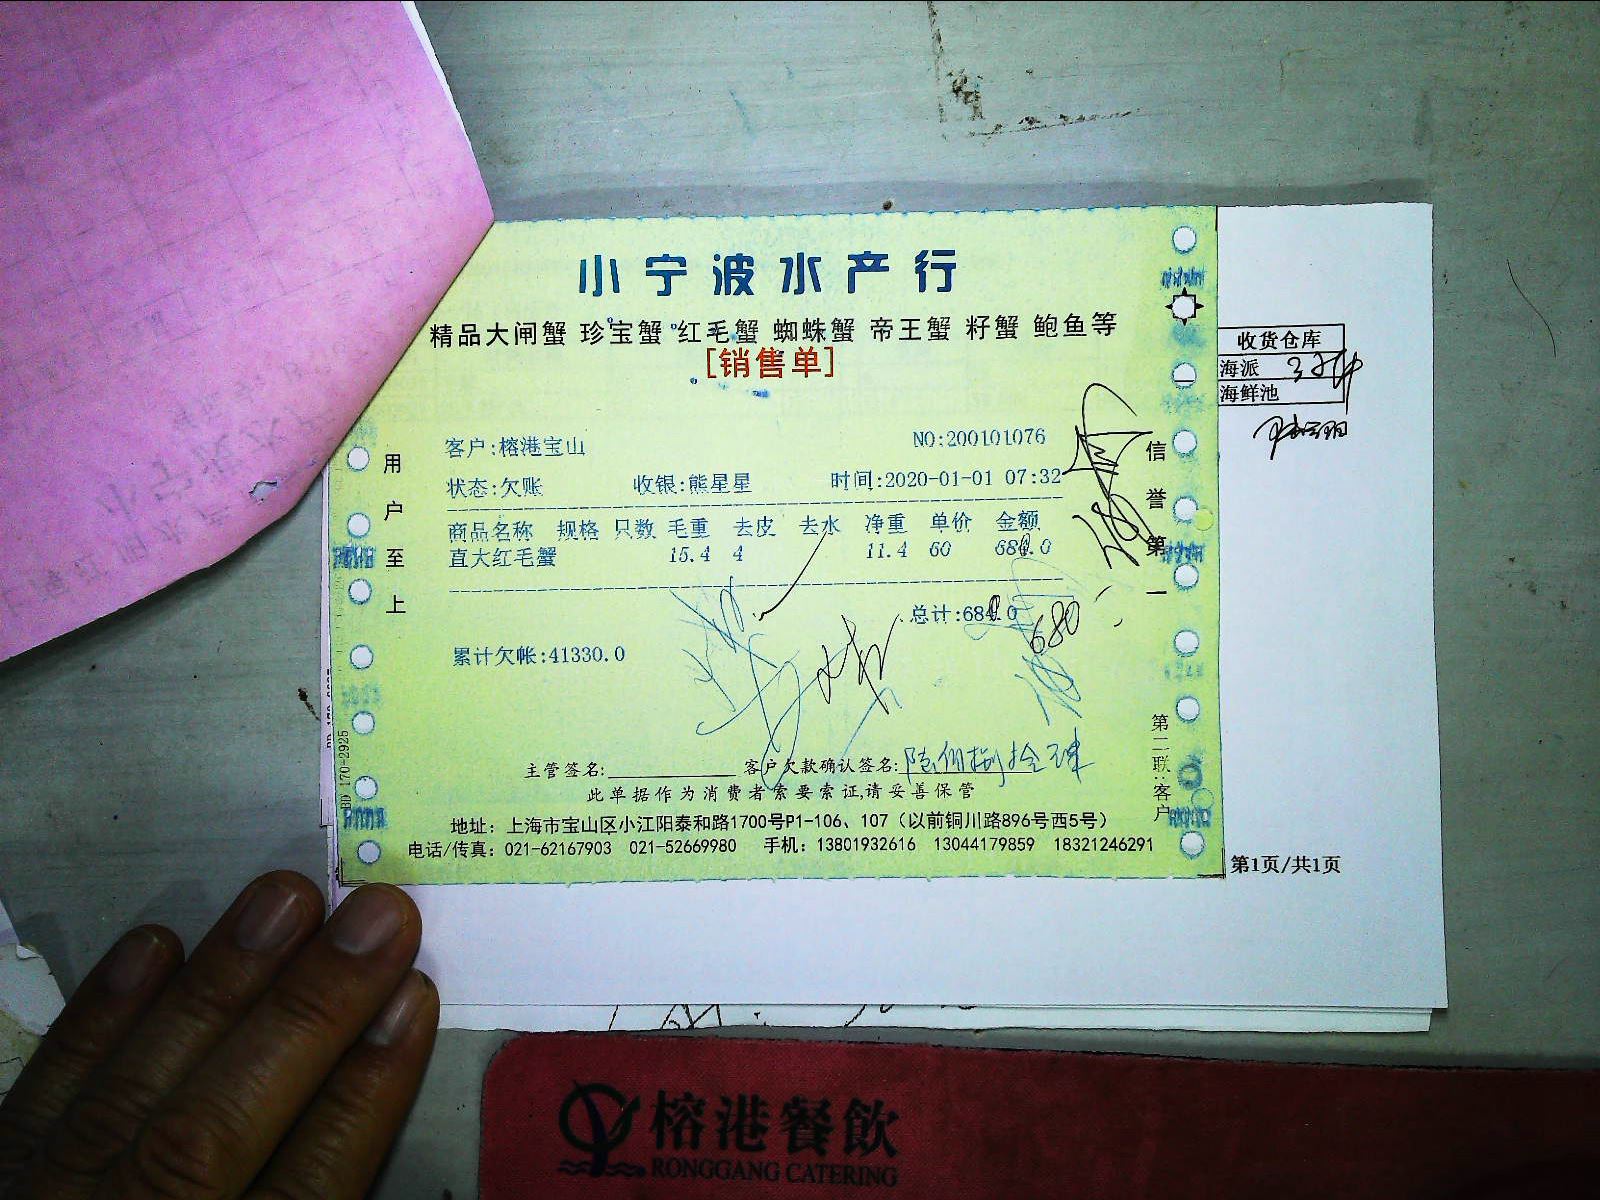 小宁波水产行
精品大闸蟹 珍宝蟹 红毛蟹 蜘蛛蟹 帝王蟹 籽蟹 鲍鱼等
[销售单]
客户:榕港宝山 NO:200101076
状态:欠账 收银:熊星星 时间:2020-01-01 07:32
商品名称 规格 只数 毛重 去皮 去水 净重 单价 金额
直大红毛蟹 15.4 4 11.4 60 684.0
总计:684.0
680
累计欠帐:41330.0
主管签名: 客户欠款确认签名:
此单据作为消费者索要索证,请妥善保管
地址：上海市宝山区小江阳泰和路1700号P1-106、107（以前铜川路896号西5号）
电话/传真：021-62167903 021-52669980 手机：13801932616 13044179859 18321246291
用户至上
信誉第一
第二联:客户
BD 170-2925
收货仓库
海派
海鲜池
第1页/共1页
榕港餐飲
RONGGANG CATERING